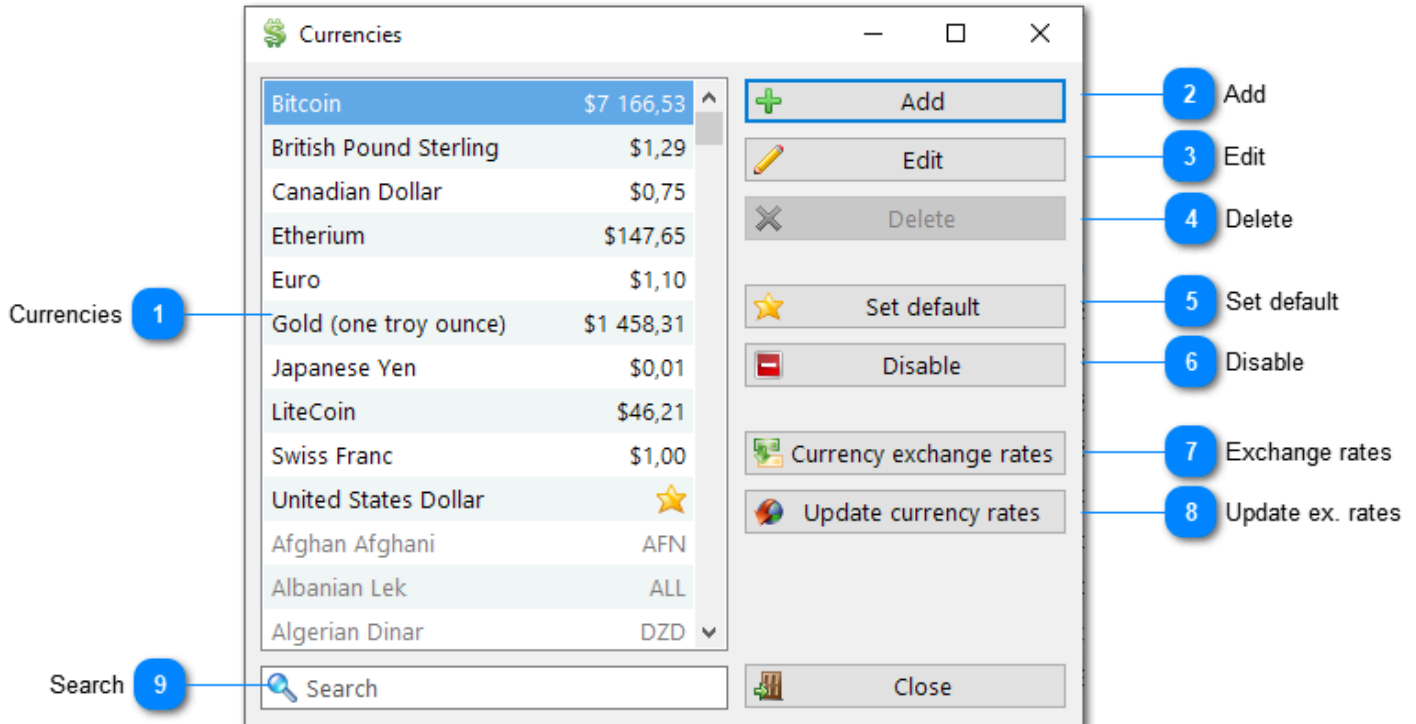 Currencies
Bitcoin $7 166,53
British Pound Sterling $1,29
Canadian Dollar $0,75
Etherium $147,65
Euro $1,10
Gold (one troy ounce) $1 458,31
Japanese Yen $0,01
LiteCoin $46,21
Swiss Franc $1,00
United States Dollar
Afghan Afghani AFN
Albanian Lek ALL
Algerian Dinar DZD
Search
Add
Edit
Delete
Set default
Disable
Currency exchange rates
Update currency rates
Close
Currencies 1
2 Add
3 Edit
4 Delete
5 Set default
6 Disable
7 Exchange rates
8 Update ex. rates
Search 9